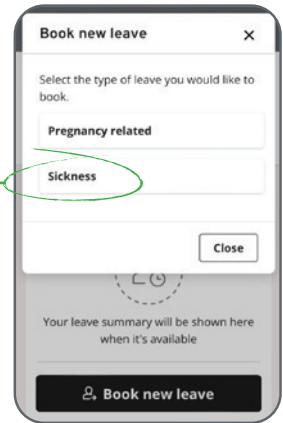 Book new leave
Select the type of leave you would like to
book.
Pregnancy related
Sickness
Close
Your leave summary will be shown here
when it's available
Book new leave